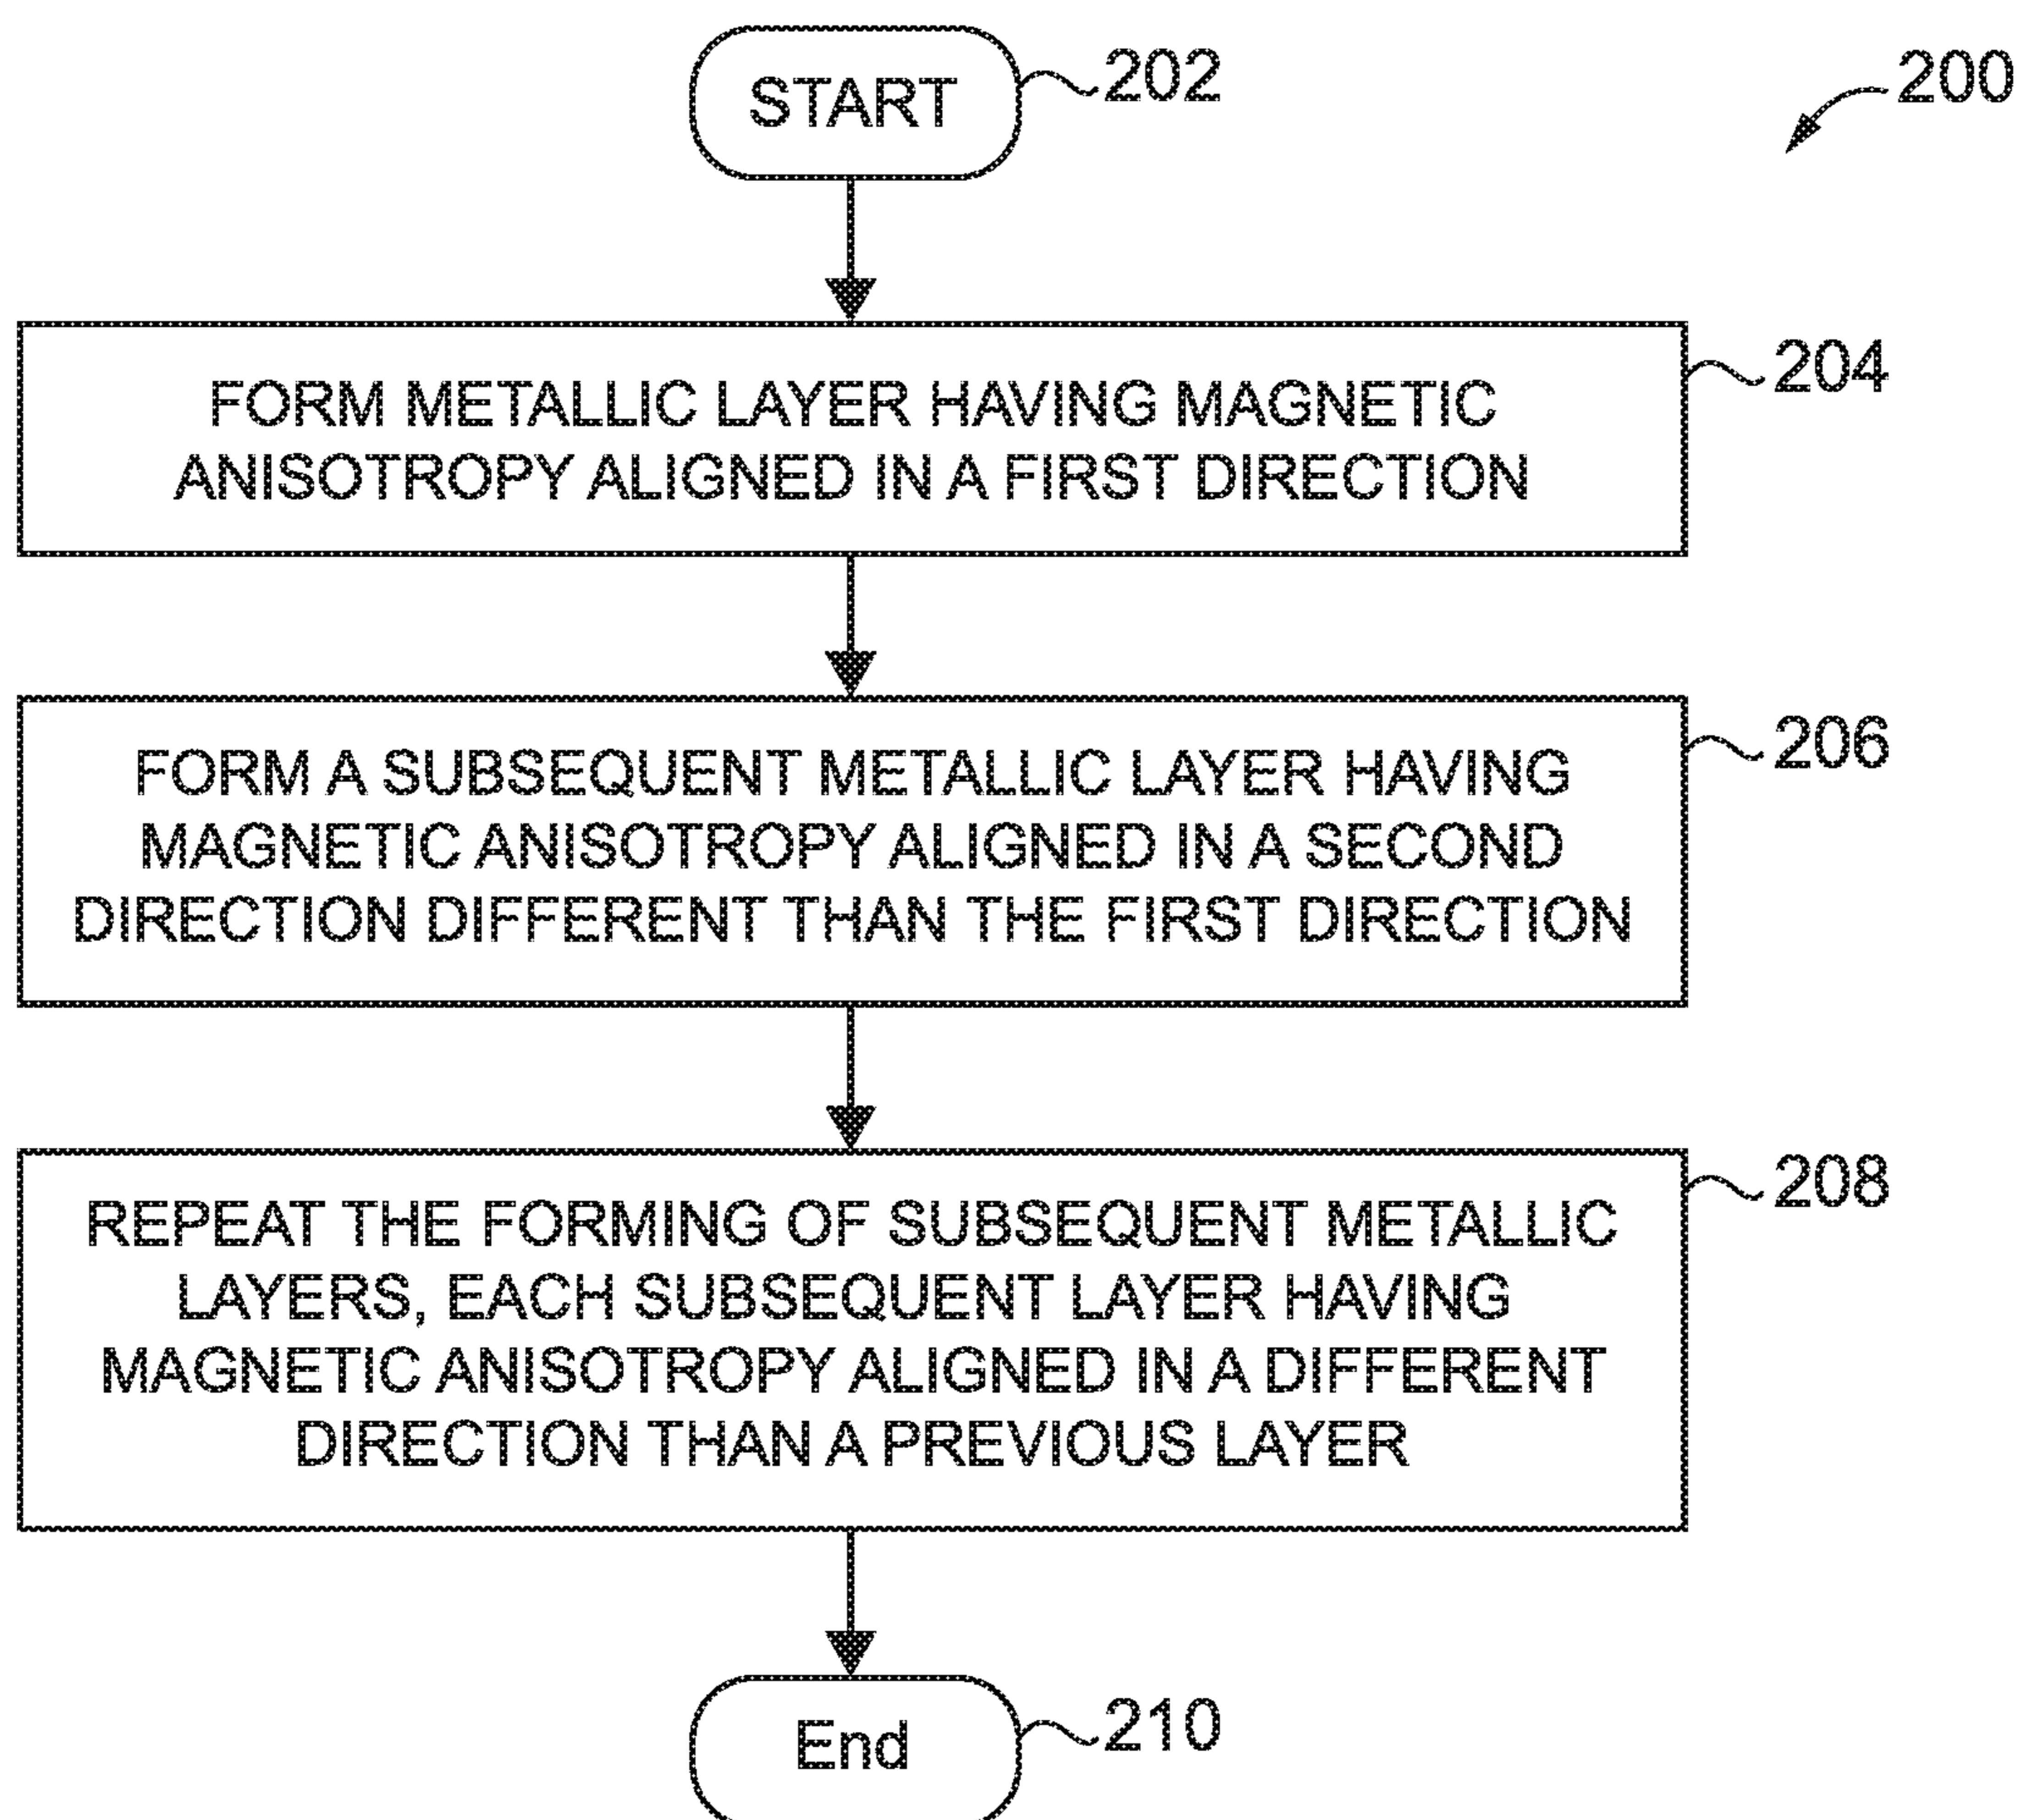 START
202
200
FORM METALLIC LAYER HAVING MAGNETIC
ANISOTROPY ALIGNED IN A FIRST DIRECTION
204
FORM A SUBSEQUENT METALLIC LAYER HAVING
MAGNETIC ANISOTROPY ALIGNED IN A SECOND
DIRECTION DIFFERENT THAN THE FIRST DIRECTION
206
REPEAT THE FORMING OF SUBSEQUENT METALLIC
LAYERS, EACH SUBSEQUENT LAYER HAVING
MAGNETIC ANISOTROPY ALIGNED IN A DIFFERENT
DIRECTION THAN A PREVIOUS LAYER
208
End
210